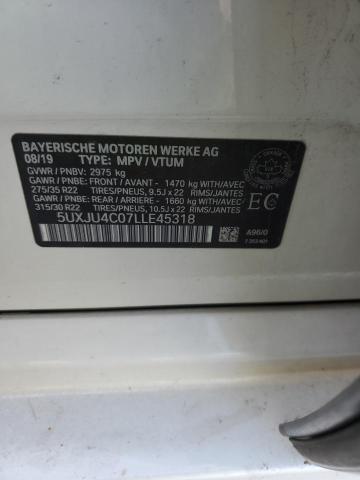 BAYERISCHE MOTOREN WERKE AG
08/19 TYPE: MPV / VTUM
GVWR / PNBV: 2975 kg
GAWR / PNBE: FRONT / AVANT - 1470 kg WITH/AVEC
275/35 R22 TIRES/PNEUS, 9.5J x 22 RIMS/JANTES
GAWR / PNBE: REAR / ARRIERE - 1660 kg WITH/AVEC
315/30 R22 TIRES/PNEUS, 10.5J x 22 RIMS/JANTES
5UXJU4C07LLE45318
EC
A96/0